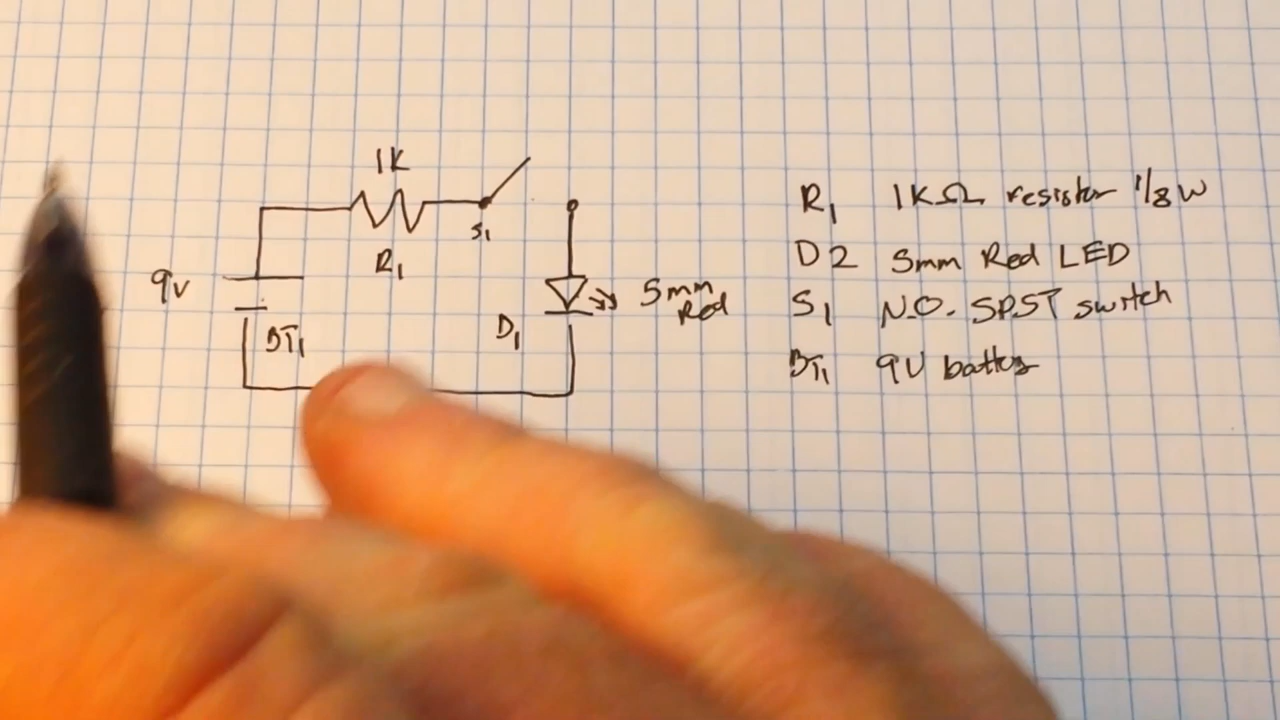 1K
S1
R1
9V
BT1
D1
5mm
Red
R1 1KΩ resistor 1/8 W
D2 5mm Red LED
S1 N.O. SPST switch
BT1 9V battery